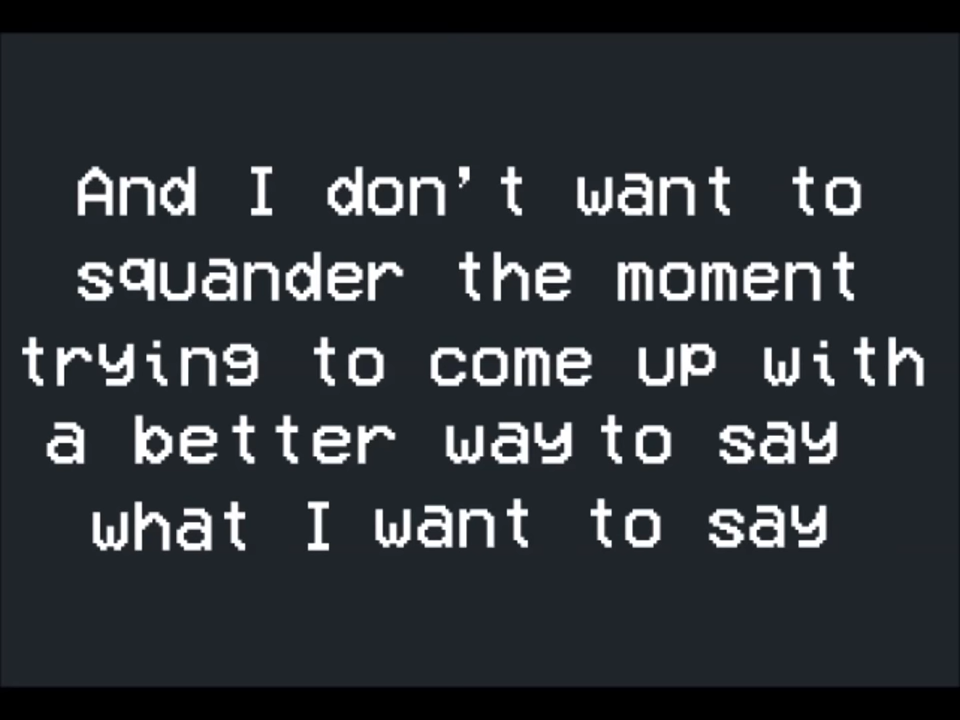 And I don't want to
squander the moment
trying to come up with
a better way to say
what I want to say